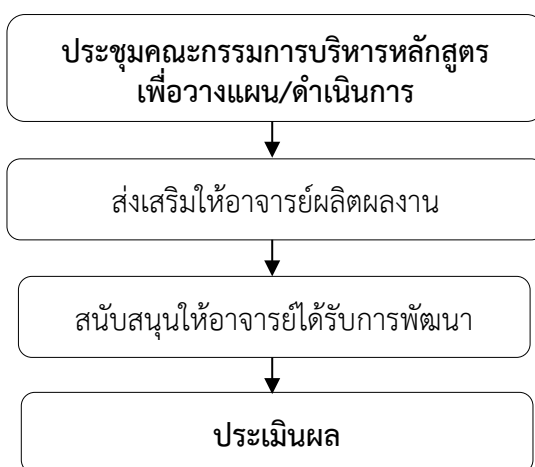 ประชุมคณะกรรมการบริหารหลักสูตร
เพื่อวางแผน/ดำเนินการ
ส่งเสริมให้อาจารย์ผลิตผลงาน
สนับสนุนให้อาจารย์ได้รับการพัฒนา
ประเมินผล